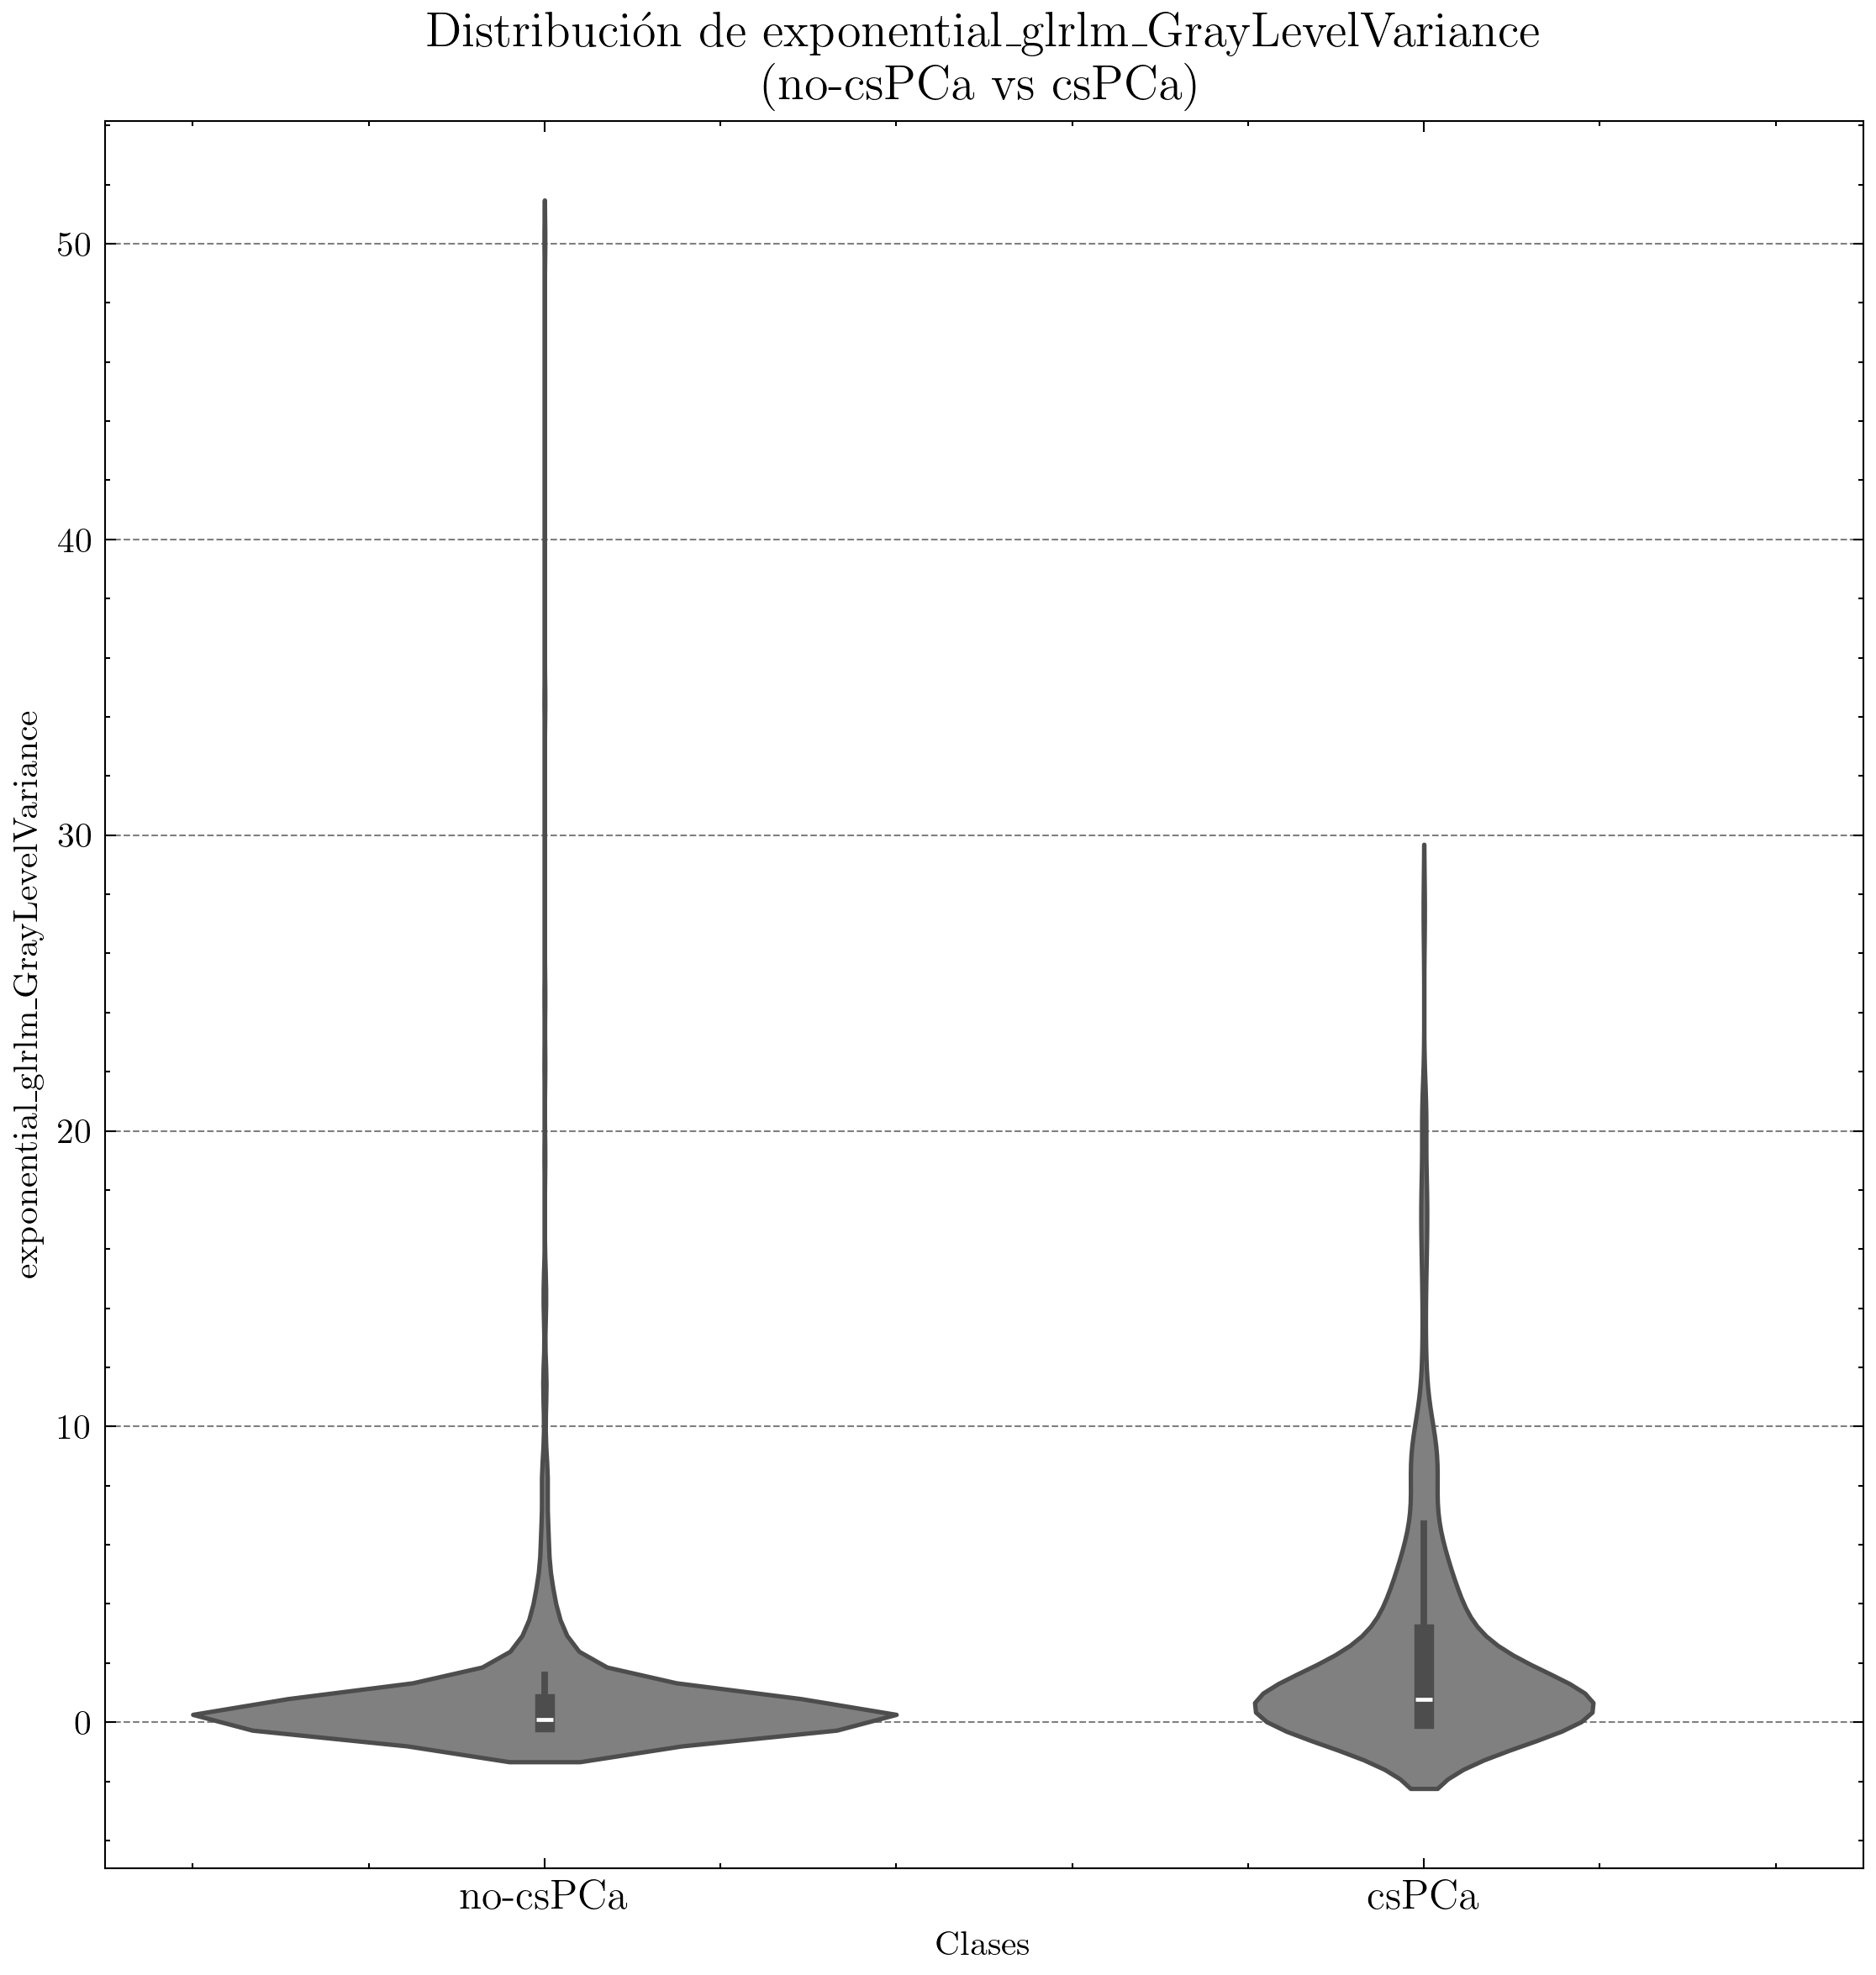 Distribución de exponential_glrlm_GrayLevelVariance
(no-csPCa vs csPCa)
exponential_glrlm_GrayLevelVariance
50
40
30
20
10
0
no-csPCa
csPCa
Clases